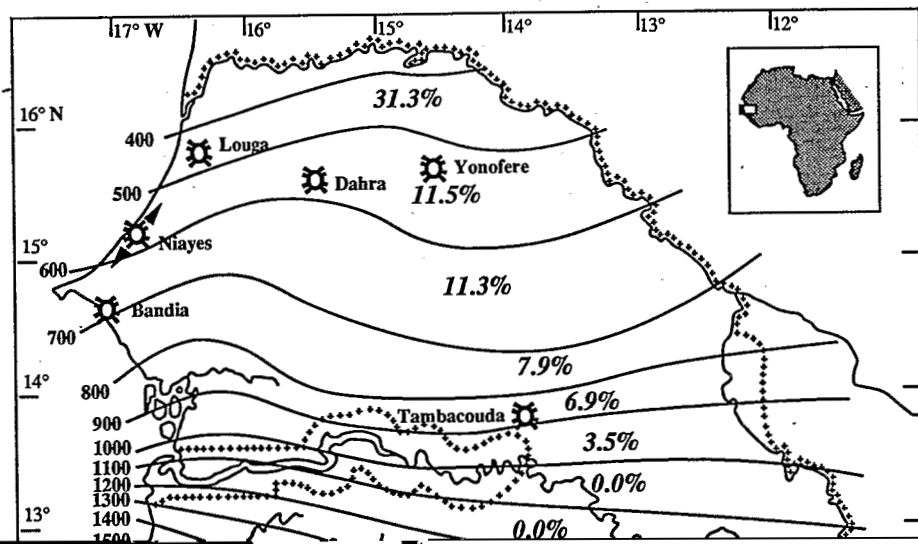 17° W 16° 15° 14° 13° 12°
31.3%
16° N
400
Louga
Yonofere
Dahra
500
11.5%
Niayes
15°
600
11.3%
Bandia
700
7.9%
14°
800
6.9%
Tambacouda
900
3.5%
1000
1100
0.0%
1200
1300
1400
13°
0.0%
1500